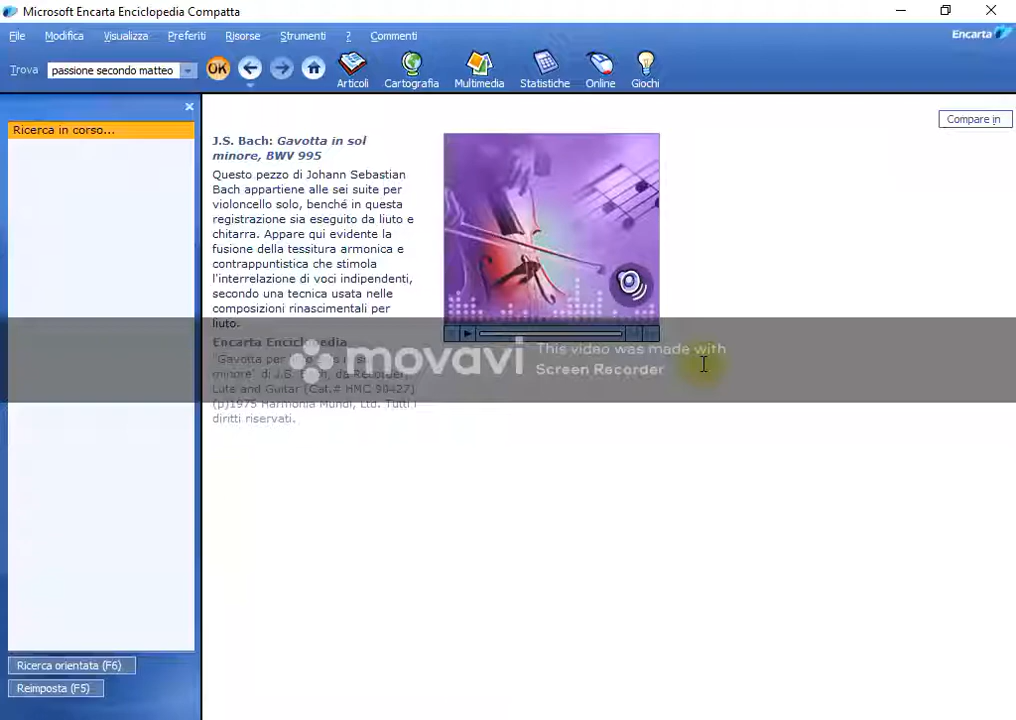 Microsoft Encarta Enciclopedia Compatta
File Modifica Visualizza Preferiti Risorse Strumenti ? Commenti
Encarta
Trova passione secondo matteo OK
Articoli Cartografia Multimedia Statistiche Online Giochi
Ricerca in corso...
Compare in
J.S. Bach: Gavotta in sol
minore, BWV 995
Questo pezzo di Johann Sebastian
Bach appartiene alle sei suite per
violoncello solo, benché in questa
registrazione sia eseguito da liuto e
chitarra. Appare qui evidente la
fusione della tessitura armonica e
contrappuntistica che stimola
l'interrelazione di voci indipendenti,
secondo una tecnica usata nelle
composizioni rinascimentali per
liuto.
Encarta Enciclopedia
"Gavotta per
minore" di J.S. Bach, da Recorder,
Lute and Guitar (Cat.# HMC 90427)
(p)1975 Harmonia Mundi, Ltd. Tutti i
diritti riservati.
movavi
This video was made with
Screen Recorder
Ricerca orientata (F6)
Reimposta (F5)